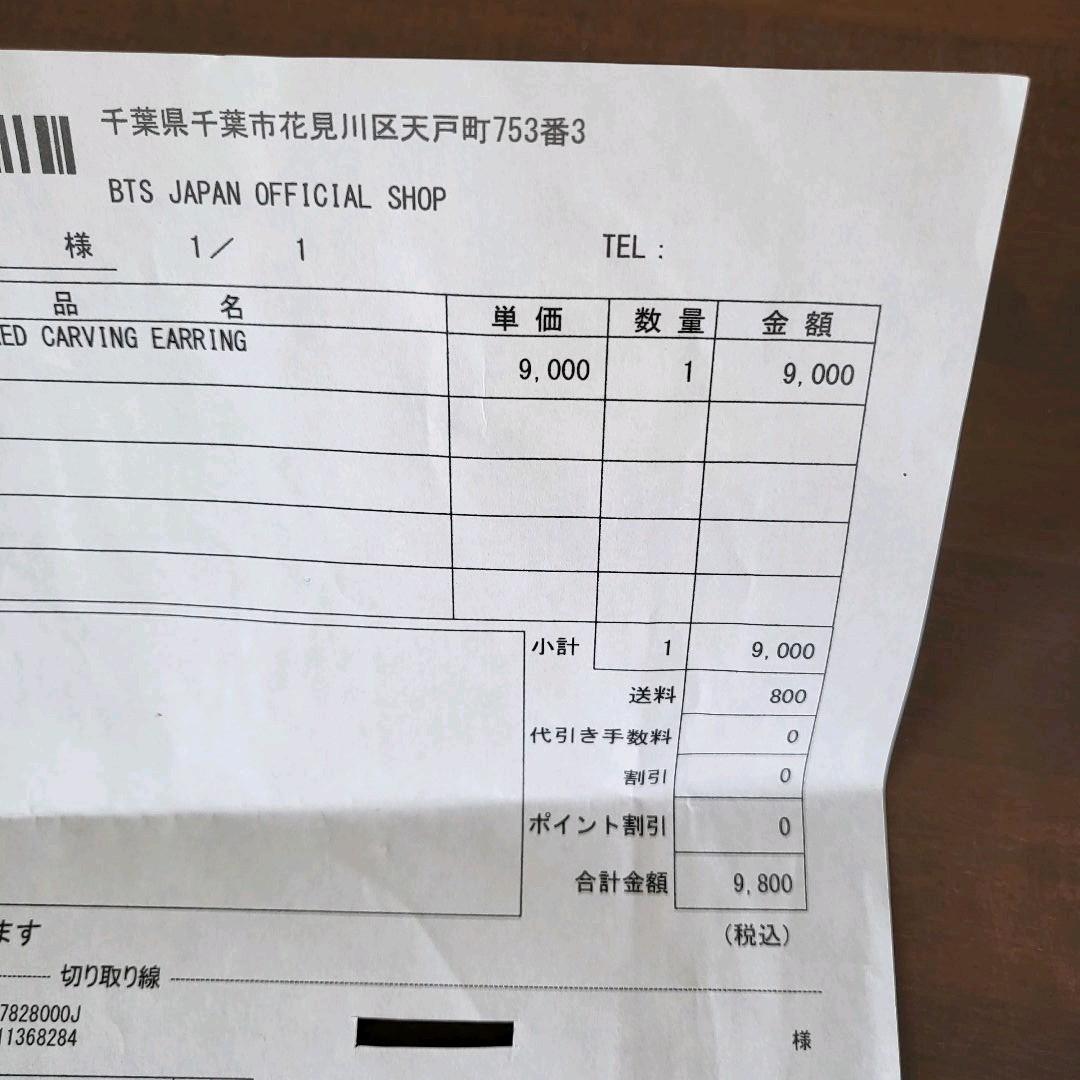 千葉県千葉市花見川区天戸町753番3
BTS JAPAN OFFICIAL SHOP
様 1／ 1 TEL：
品 名 単 価 数 量 金 額
ED CARVING EARRING 9,000 1 9,000
小計 1 9,000
送料 800
代引き手数料 0
割引 0
ポイント割引 0
合計金額 9,800
(税込)
ます
切り取り線
7828000J
11368284
様